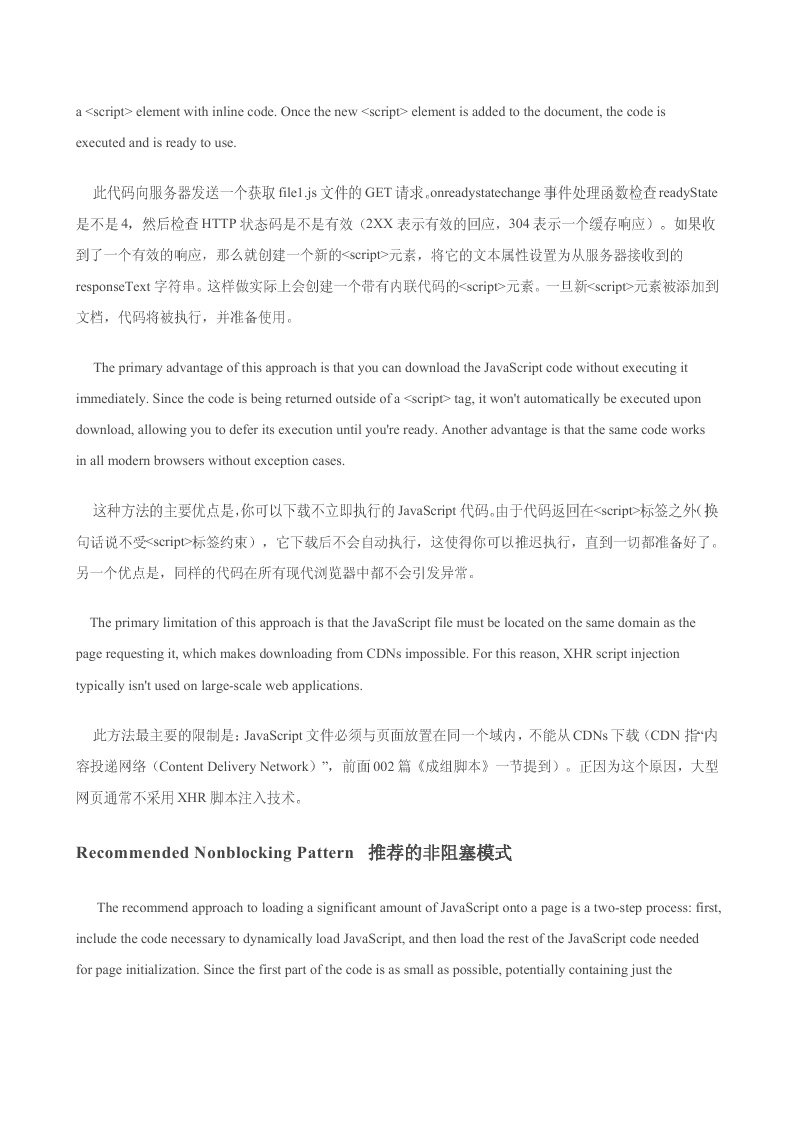 a <script> element with inline code. Once the new <script> element is added to the document, the code is
executed and is ready to use.
此代码向服务器发送一个获取 file1.js 文件的 GET 请求。onreadystatechange 事件处理函数检查 readyState
是不是 4，然后检查 HTTP 状态码是不是有效（2XX 表示有效的回应，304 表示一个缓存响应）。如果收
到了一个有效的响应，那么就创建一个新的<script>元素，将它的文本属性设置为从服务器接收到的
responseText 字符串。这样做实际上会创建一个带有内联代码的<script>元素。一旦新<script>元素被添加到
文档，代码将被执行，并准备使用。
The primary advantage of this approach is that you can download the JavaScript code without executing it
immediately. Since the code is being returned outside of a <script> tag, it won't automatically be executed upon
download, allowing you to defer its execution until you're ready. Another advantage is that the same code works
in all modern browsers without exception cases.
这种方法的主要优点是，你可以下载不立即执行的 JavaScript 代码。由于代码返回在<script>标签之外（换
句话说不受<script>标签约束），它下载后不会自动执行，这使得你可以推迟执行，直到一切都准备好了。
另一个优点是，同样的代码在所有现代浏览器中都不会引发异常。
The primary limitation of this approach is that the JavaScript file must be located on the same domain as the
page requesting it, which makes downloading from CDNs impossible. For this reason, XHR script injection
typically isn't used on large-scale web applications.
此方法最主要的限制是：JavaScript 文件必须与页面放置在同一个域内，不能从 CDNs 下载（CDN 指“内
容投递网络（Content Delivery Network）”，前面 002 篇《成组脚本》一节提到）。正因为这个原因，大型
网页通常不采用 XHR 脚本注入技术。
Recommended Nonblocking Pattern 推荐的非阻塞模式
The recommend approach to loading a significant amount of JavaScript onto a page is a two-step process: first,
include the code necessary to dynamically load JavaScript, and then load the rest of the JavaScript code needed
for page initialization. Since the first part of the code is as small as possible, potentially containing just the